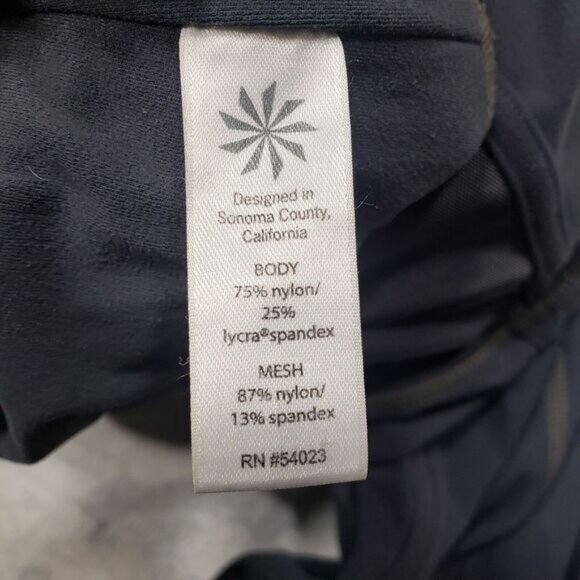 Designed in
Sonoma County,
California
BODY
75% nylon/
25%
lycra®spandex
MESH
87% nylon/
13% spandex
RN #54023